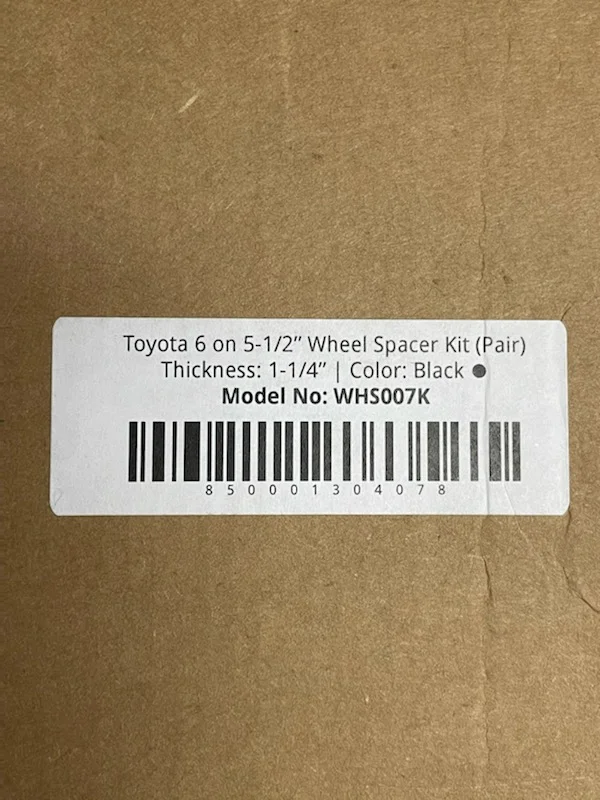 Toyota 6 on 5-1/2” Wheel Spacer Kit (Pair)
Thickness: 1-1/4” | Color: Black ●
Model No: WHS007K
850001304078